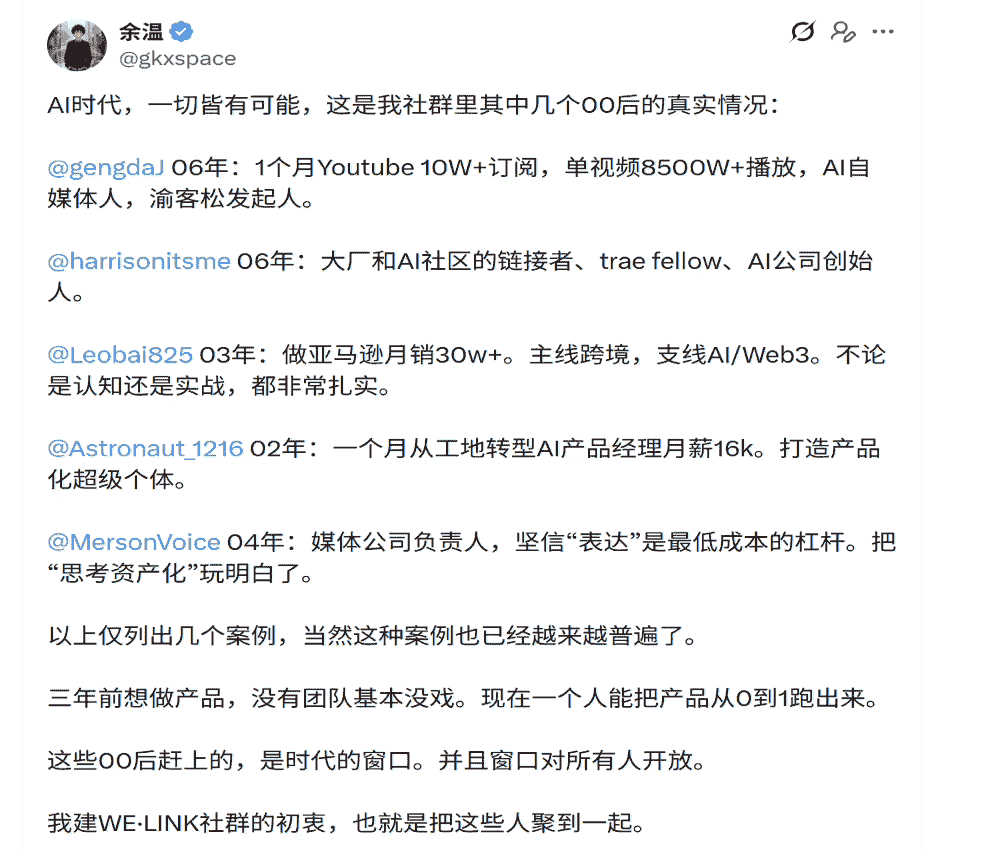 余温
@gkxspace
AI时代，一切皆有可能，这是我社群里其中几个00后的真实情况：
@gengdaJ 06年：1个月Youtube 10W+订阅，单视频8500W+播放，AI自
媒体人，渝客松发起人。
@harrisonitsme 06年：大厂和AI社区的链接者、trae fellow、AI公司创始
人。
@Leobai825 03年：做亚马逊月销30w+。主线跨境，支线AI/Web3。不论
是认知还是实战，都非常扎实。
@Astronaut_1216 02年：一个月从工地转型AI产品经理月薪16k。打造产品
化超级个体。
@MersonVoice 04年：媒体公司负责人，坚信“表达”是最低成本的杠杆。把
“思考资产化”玩明白了。
以上仅列出几个案例，当然这种案例也已经越来越普遍了。
三年前想做产品，没有团队基本没戏。现在一个人能把产品从0到1跑出来。
这些00后赶上的，是时代的窗口。并且窗口对所有人开放。
我建WE·LINK社群的初衷，也就是把这些人聚到一起。